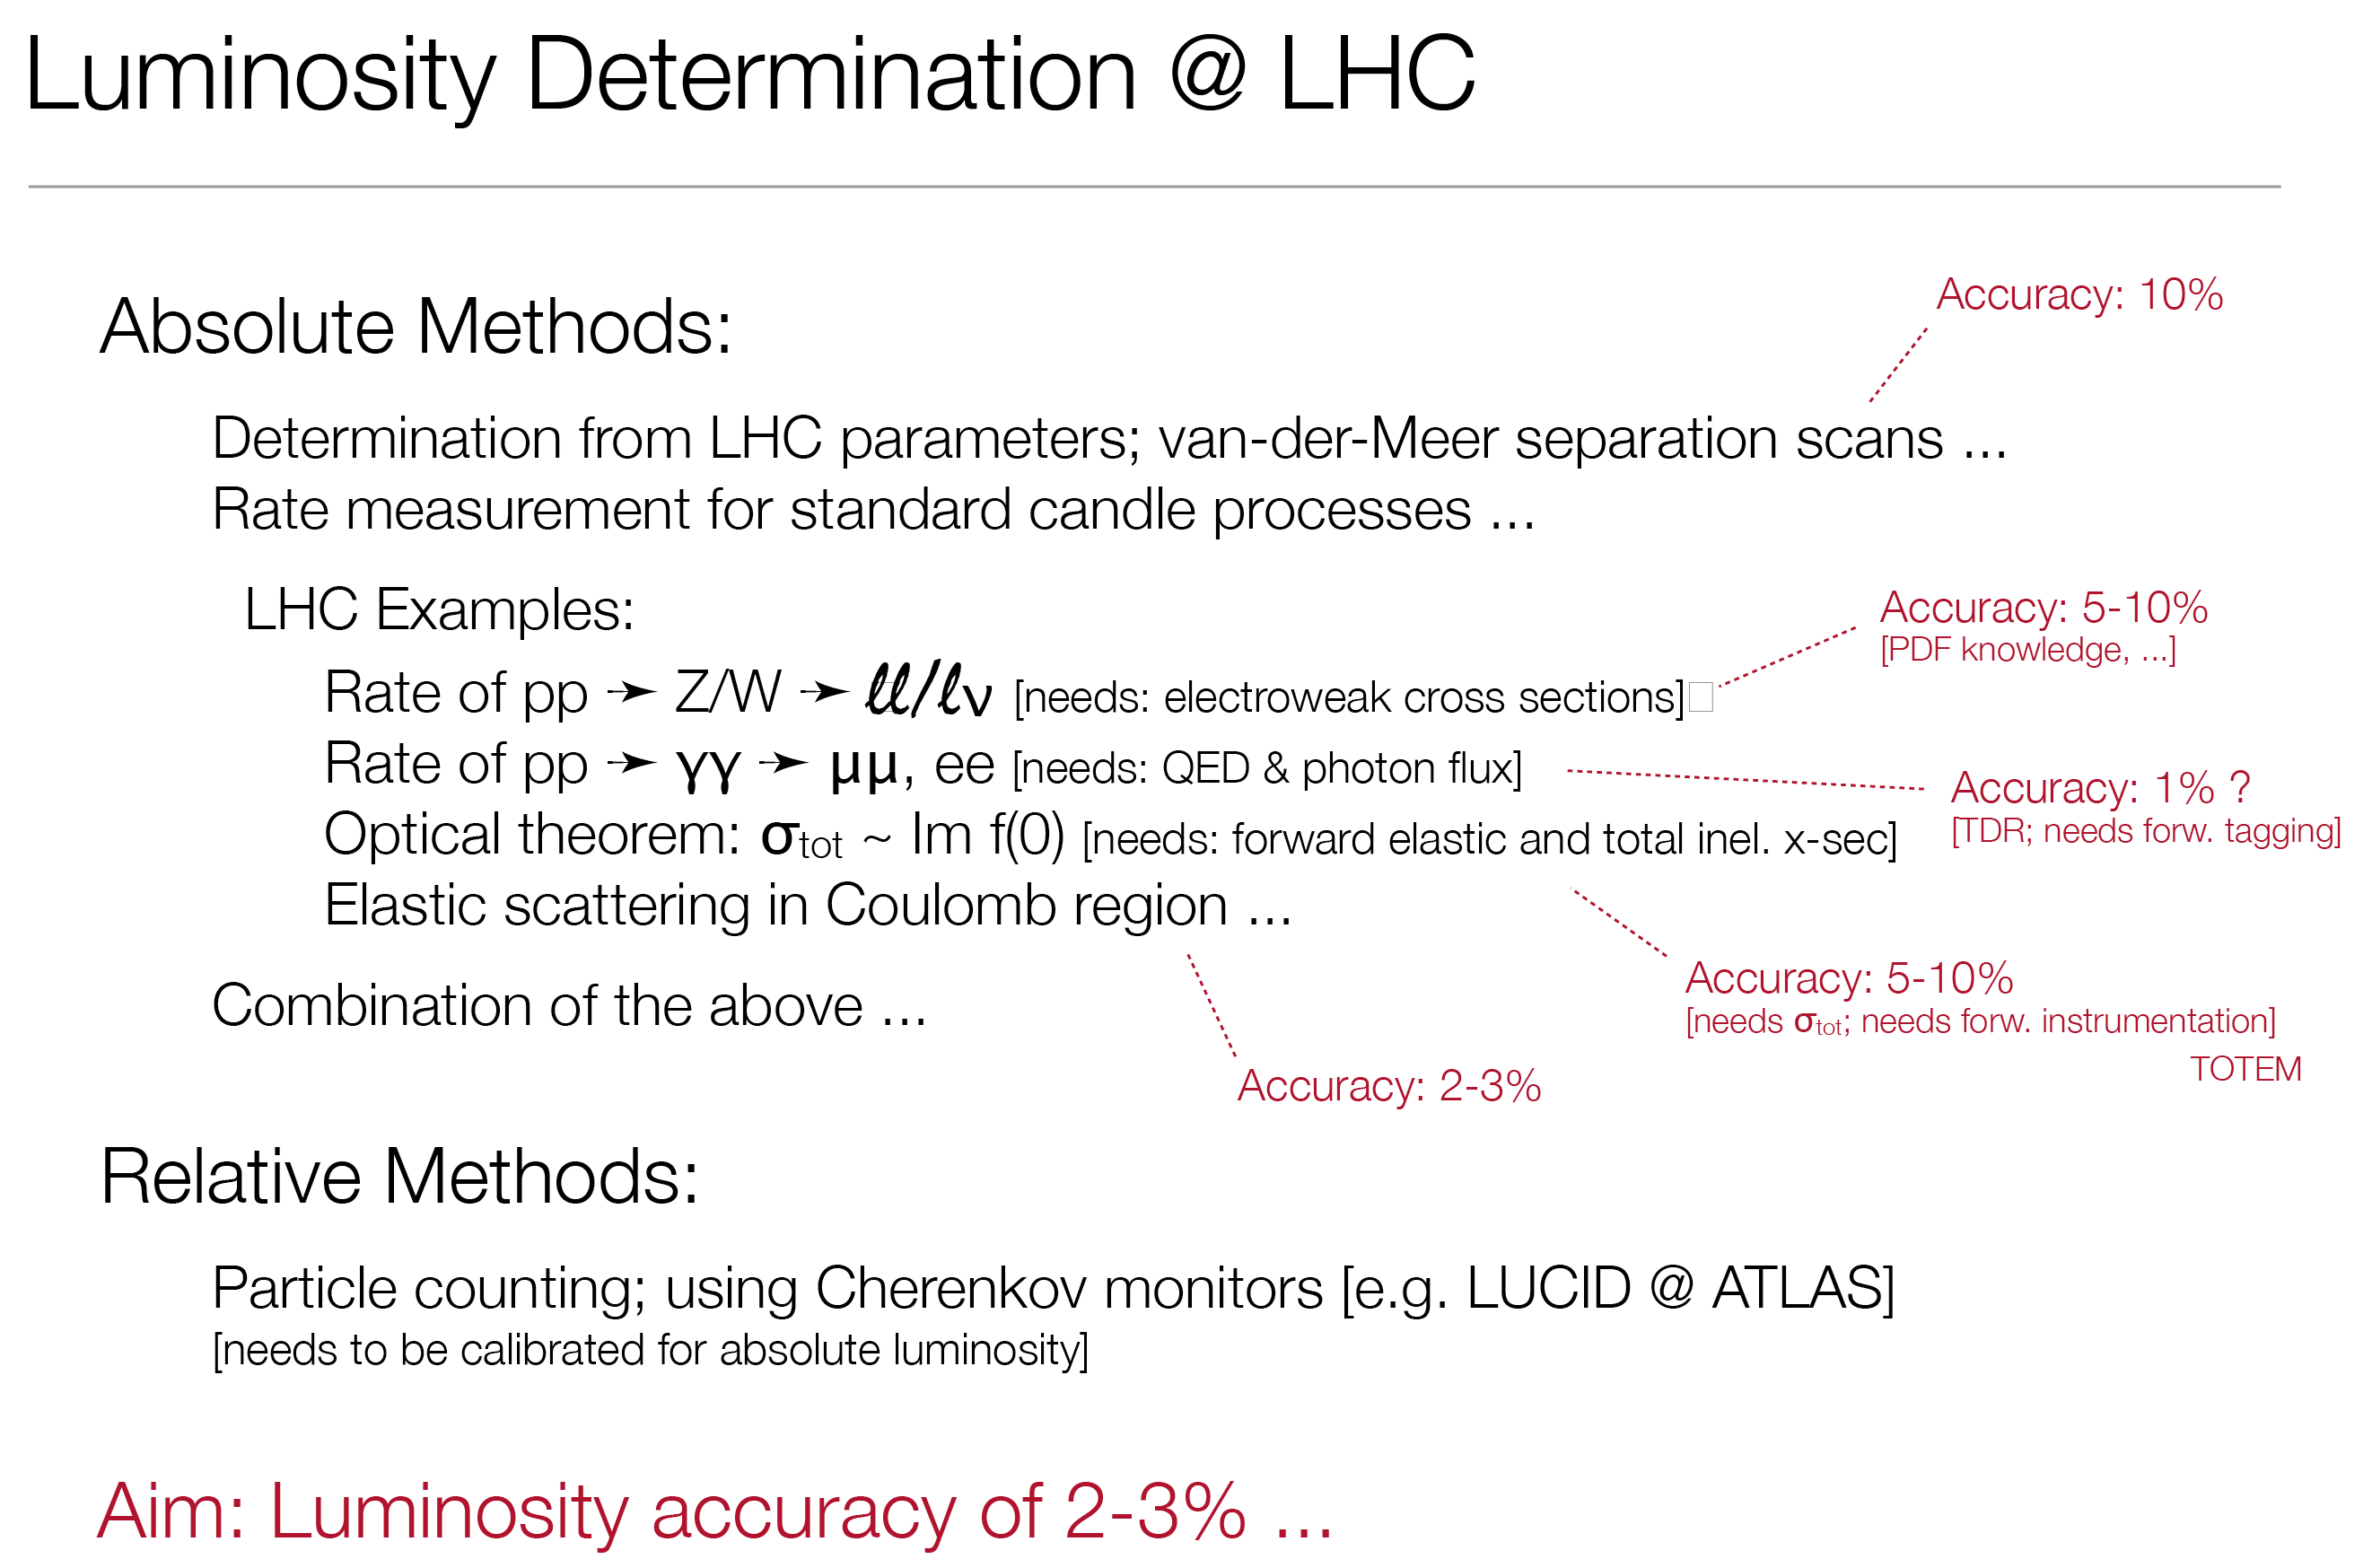 Luminosity Determination @ LHC
Absolute Methods:
Accuracy: 10%
Determination from LHC parameters; van-der-Meer separation scans ...
Rate measurement for standard candle processes ...
LHC Examples:
Accuracy: 5-10%
[PDF knowledge, ...]
Rate of pp ➛ Z/W ➛ ℓℓ/ℓν [needs: electroweak cross sections]
Rate of pp ➛ γγ ➛ μμ, ee [needs: QED & photon flux]
Accuracy: 1% ?
[TDR; needs forw. tagging]
Optical theorem: σtot ~ Im f(0) [needs: forward elastic and total inel. x-sec]
Elastic scattering in Coulomb region ...
Accuracy: 5-10%
[needs σtot; needs forw. instrumentation]
TOTEM
Combination of the above ...
Accuracy: 2-3%
Relative Methods:
Particle counting; using Cherenkov monitors [e.g. LUCID @ ATLAS]
[needs to be calibrated for absolute luminosity]
Aim: Luminosity accuracy of 2-3% ...